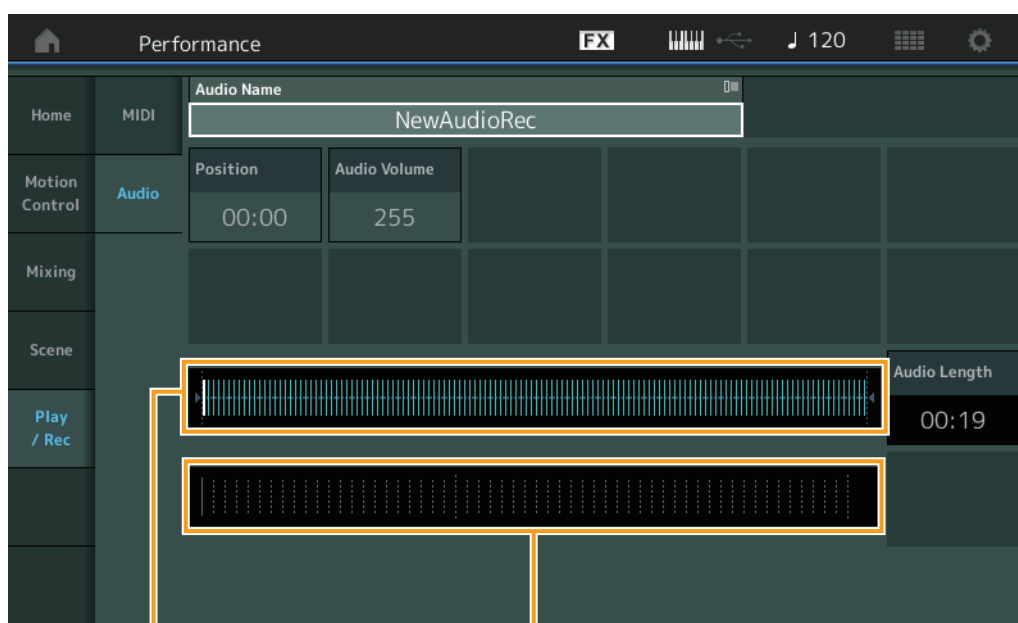 Performance
FX
120
Home
MIDI
Audio Name
NewAudioRec
Motion
Control
Audio
Position
Audio Volume
00:00
255
Mixing
Scene
Audio Length
00:19
Play
/ Rec